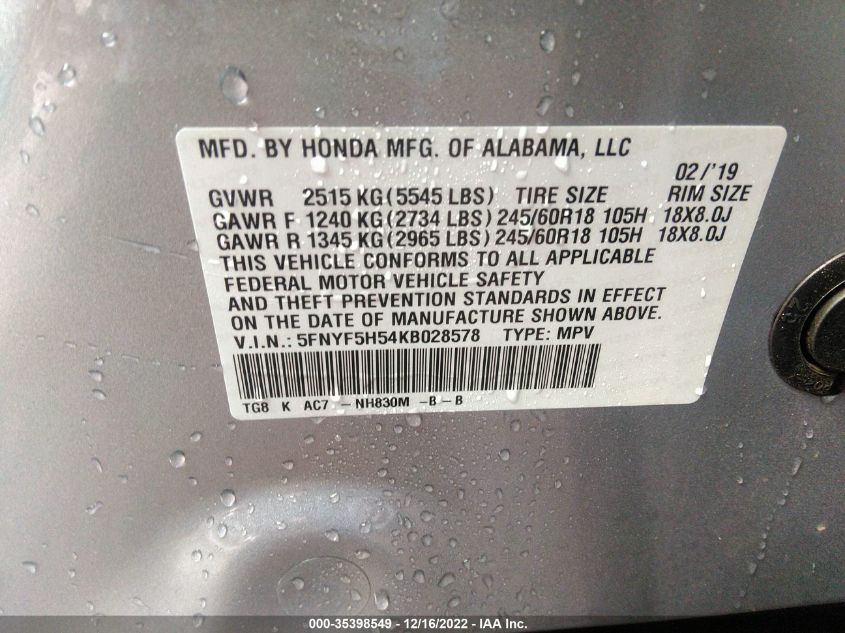 MFD. BY HONDA MFG. OF ALABAMA, LLC
02/'19
GVWR 2515 KG (5545 LBS) TIRE SIZE RIM SIZE
GAWR F 1240 KG (2734 LBS) 245/60R18 105H 18X8.0J
GAWR R 1345 KG (2965 LBS) 245/60R18 105H 18X8.0J
THIS VEHICLE CONFORMS TO ALL APPLICABLE
FEDERAL MOTOR VEHICLE SAFETY
AND THEFT PREVENTION STANDARDS IN EFFECT
ON THE DATE OF MANUFACTURE SHOWN ABOVE.
V.I.N.: 5FNYF5H54KB028578 TYPE: MPV
TG8 K AC7 - NH830M - B - B
000-35398549 - 12/16/2022 - IAA Inc.